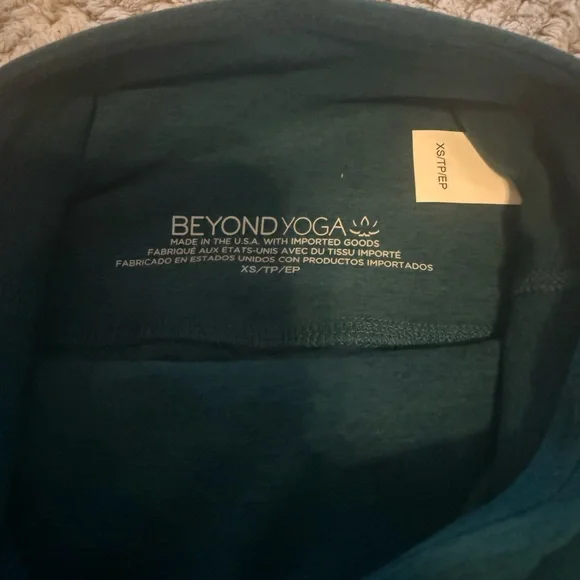 BEYOND YOGA
MADE IN THE U.S.A. WITH IMPORTED GOODS
FABRIQUÉ AUX ETATS-UNIS AVEC DU TISSU IMPORTÉ
FABRICADO EN ESTADOS UNIDOS CON PRODUCTOS IMPORTADOS
XS/TP/EP
XS/TP/EP